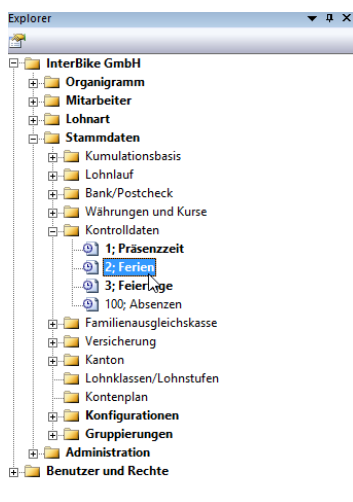 Explorer
InterBike GmbH
Organigramm
Mitarbeiter
Lohnart
Stammdaten
Kumulationsbasis
Lohnlauf
Bank/Postcheck
Währungen und Kurse
Kontrolldaten
1; Präsenzzeit
2; Ferien
3; Feiertage
100; Absenzen
Familienausgleichskasse
Versicherung
Kanton
Lohnklassen/Lohnstufen
Kontenplan
Konfigurationen
Gruppierungen
Administration
Benutzer und Rechte